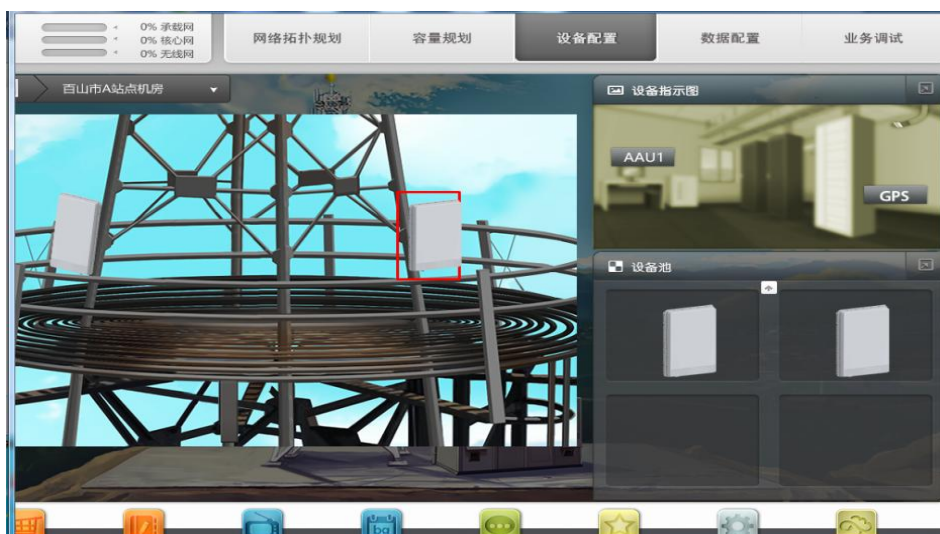 0% 承载网
0% 核心网
0% 无线网
网络拓扑规划
容量规划
设备配置
数据配置
业务调试
百山市A站点机房
设备指示图
AAU1
GPS
设备池
bg